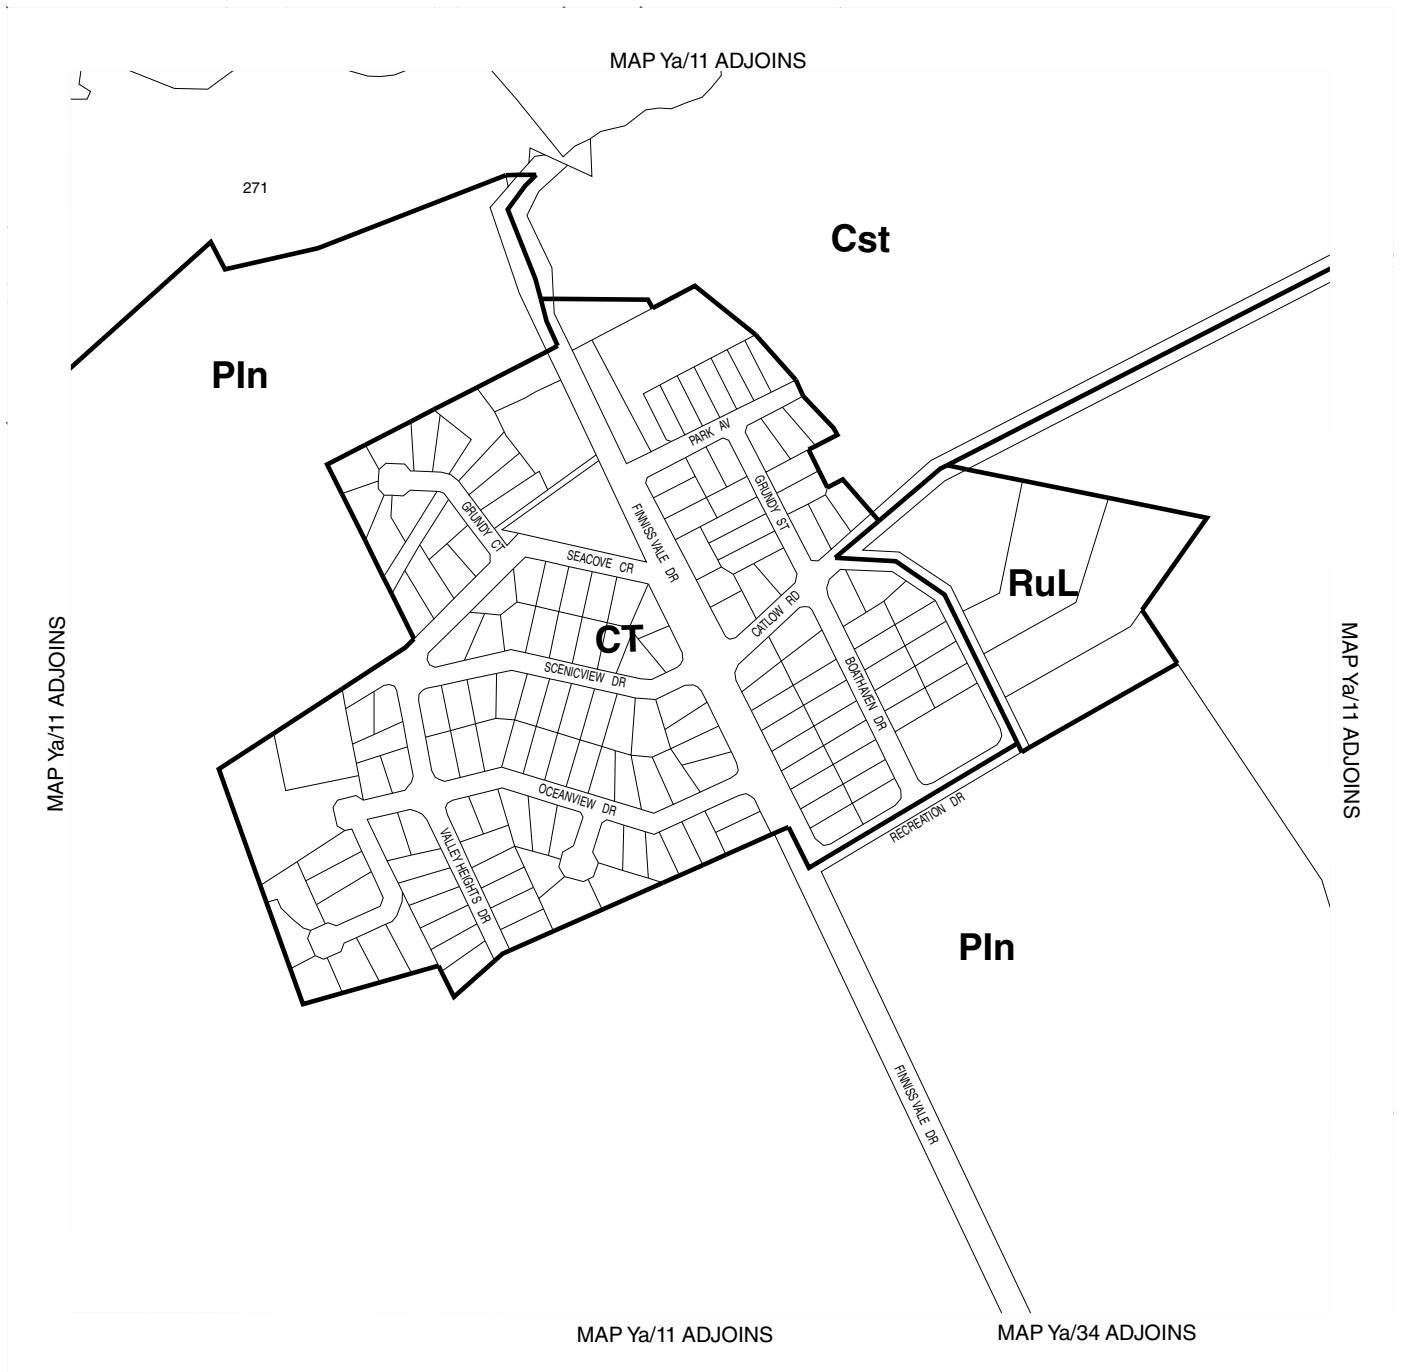 MAP Ya/11 ADJOINS
271
Cst
Pln
PARK AV
GRUNDY ST
GRUNDY CT
FINNISS VALE DR
SEACOVE CR
RuL
CATLOW RD
CT
SCENICVIEW DR
BOATHAVEN DR
MAP Ya/11 ADJOINS
MAP Ya/11 ADJOINS
OCEANVIEW DR
RECREATION DR
VALLEY HEIGHTS DR
Pln
FINNISS VALE DR
MAP Ya/11 ADJOINS
MAP Ya/34 ADJOINS